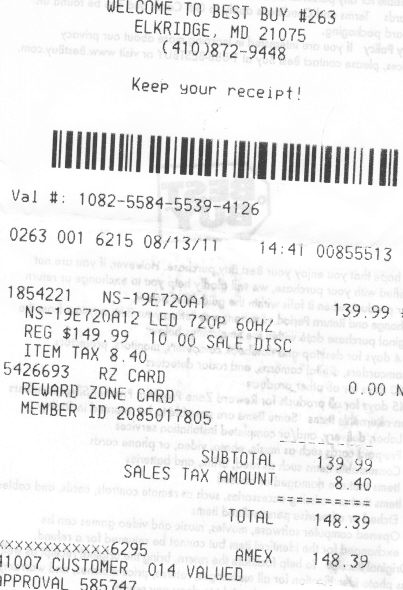 WELCOME TO BEST BUY #263
ELKRIDGE, MD 21075
(410)872-9448
Keep your receipt!
Val #: 1082-5584-5539-4126
0263 001 6215 08/13/11 14:41 00855513
1854221 NS-19E720A1 139.99
NS-19E720A12 LED 720P 60HZ
REG $149.99 10.00 SALE DISC
ITEM TAX 8.40
5426693 RZ CARD 0.00 N
REWARD ZONE CARD
MEMBER ID 2085017805
SUBTOTAL 139.99
SALES TAX AMOUNT 8.40
==========
TOTAL 148.39
xxxxxxxxxxxx6295 AMEX 148.39
41007 CUSTOMER 014 VALUED
APPROVAL 585747